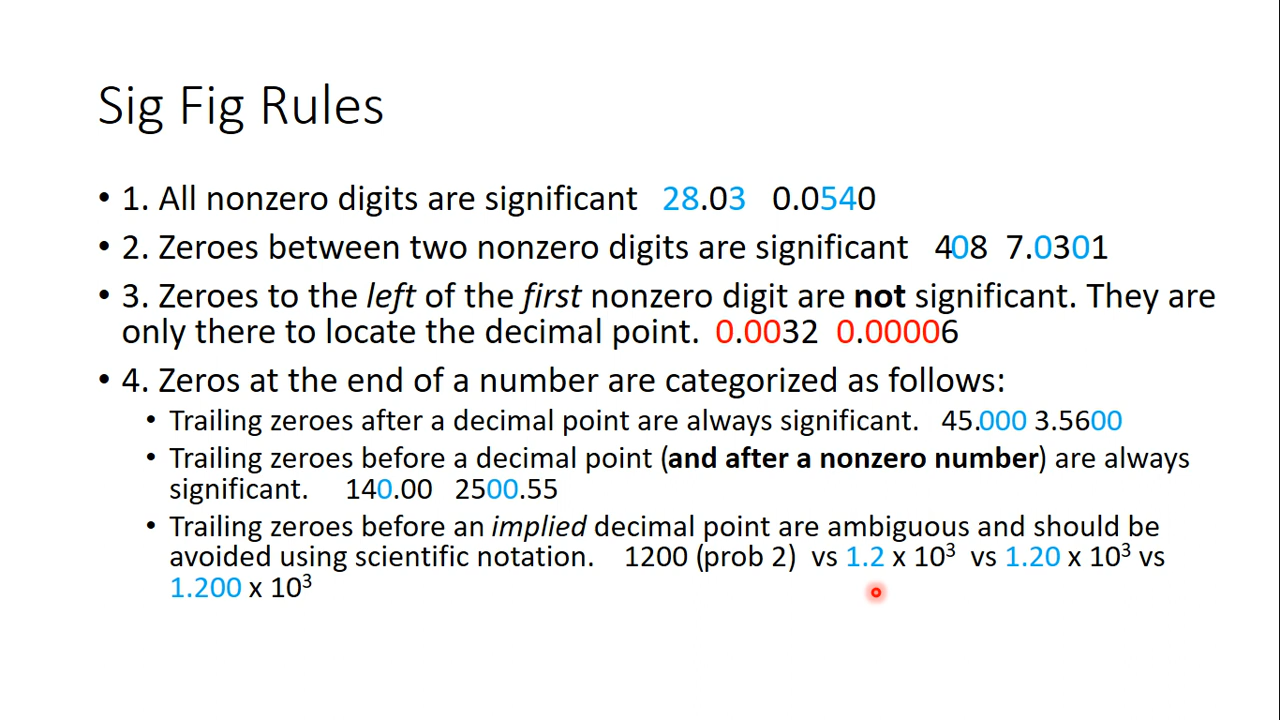 Sig Fig Rules
• 1. All nonzero digits are significant 28.03 0.0540
• 2. Zeroes between two nonzero digits are significant 408 7.0301
• 3. Zeroes to the left of the first nonzero digit are not significant. They are
only there to locate the decimal point. 0.0032 0.00006
• 4. Zeros at the end of a number are categorized as follows:
• Trailing zeroes after a decimal point are always significant. 45.000 3.5600
• Trailing zeroes before a decimal point (and after a nonzero number) are always
significant. 140.00 2500.55
• Trailing zeroes before an implied decimal point are ambiguous and should be
avoided using scientific notation. 1200 (prob 2) vs 1.2 x 10³ vs 1.20 x 10³ vs
1.200 x 10³